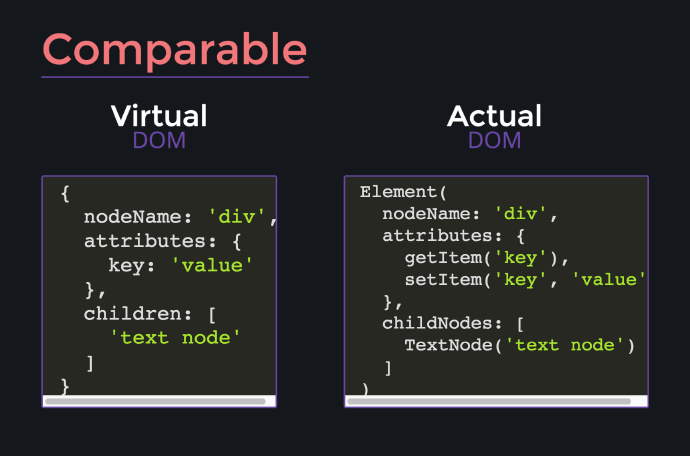 Comparable
Virtual
DOM
{
nodeName: 'div',
attributes: {
key: 'value'
},
children: [
'text node'
]
}
Actual
DOM
Element(
nodeName: 'div',
attributes: {
getItem('key'),
setItem('key', 'value'
},
childNodes: [
TextNode('text node')
]
)